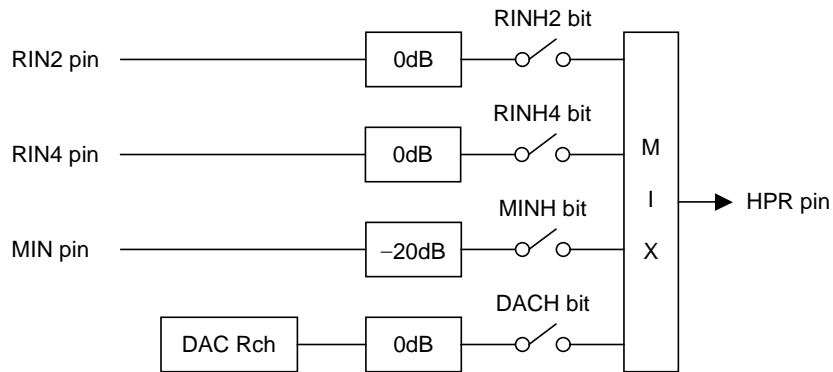 RINH2 bit
RIN2 pin
0dB
RINH4 bit
RIN4 pin
0dB
M
I
X
HPR pin
MINH bit
MIN pin
−20dB
DACH bit
DAC Rch
0dB